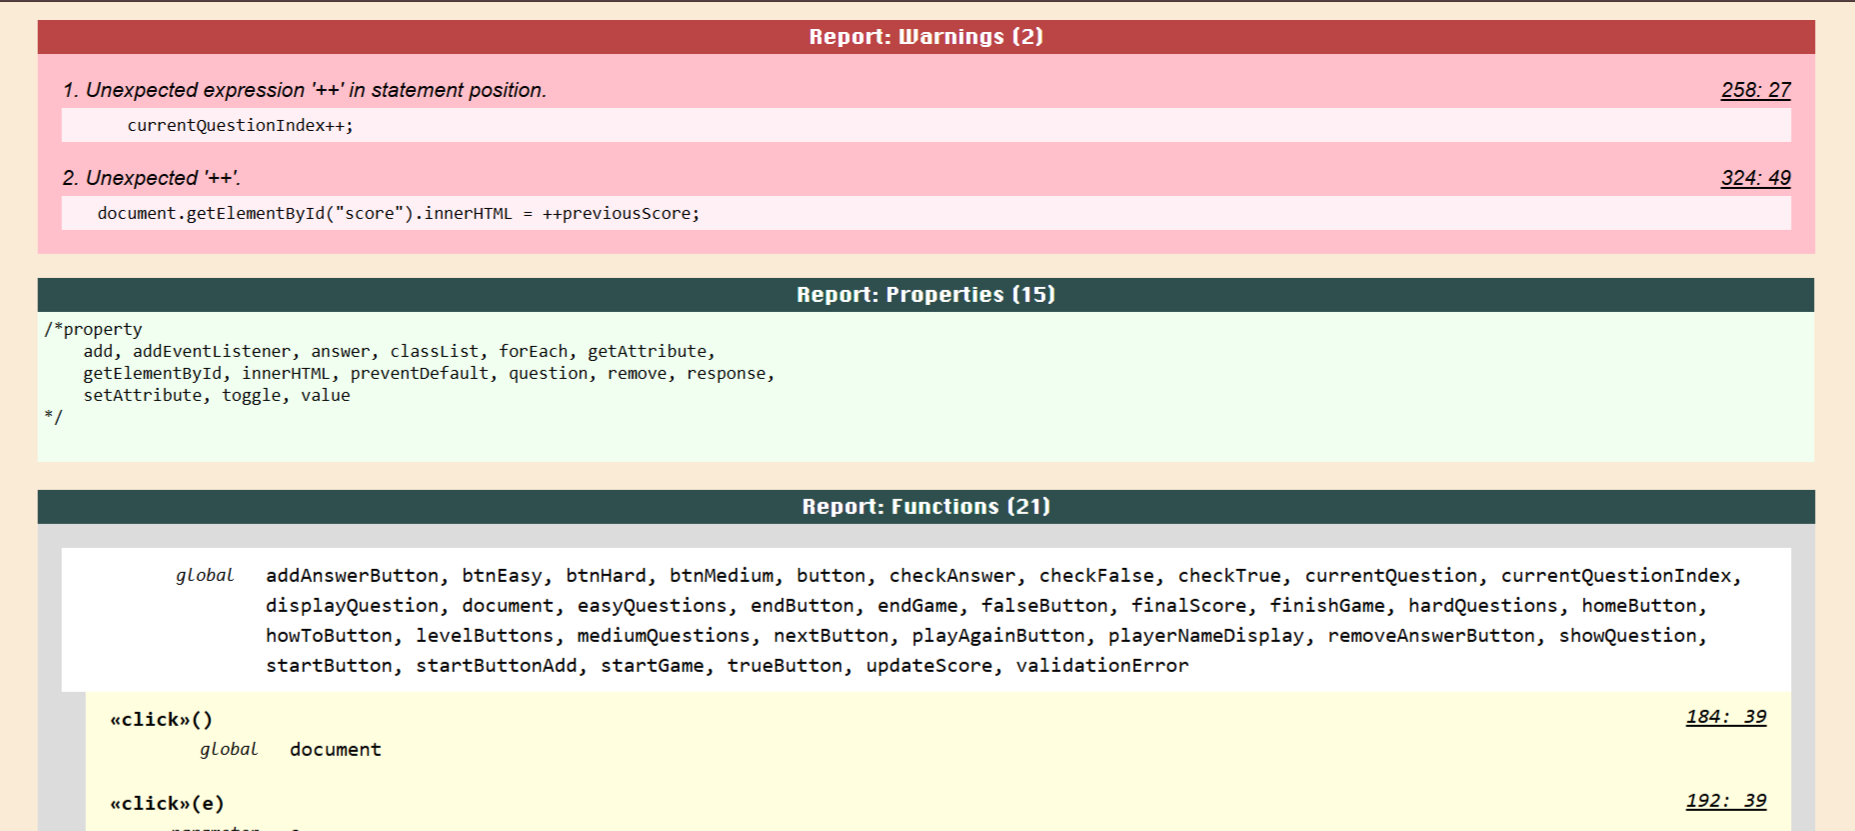 Report: Warnings (2)
1. Unexpected expression '++' in statement position. 258: 27
currentQuestionIndex++;
2. Unexpected '++'. 324: 49
document.getElementById("score").innerHTML = ++previousScore;
Report: Properties (15)
/*property
add, addEventListener, answer, classList, forEach, getAttribute,
getElementById, innerHTML, preventDefault, question, remove, response,
setAttribute, toggle, value
*/
Report: Functions (21)
global addAnswerButton, btnEasy, btnHard, btnMedium, button, checkAnswer, checkFalse, checkTrue, currentQuestion, currentQuestionIndex,
displayQuestion, document, easyQuestions, endButton, endGame, falseButton, finalScore, finishGame, hardQuestions, homeButton,
howToButton, levelButtons, mediumQuestions, nextButton, playAgainButton, playerNameDisplay, removeAnswerButton, showQuestion,
startButton, startButtonAdd, startGame, trueButton, updateScore, validationError
«click»() 184: 39
global document
«click»(e) 192: 39